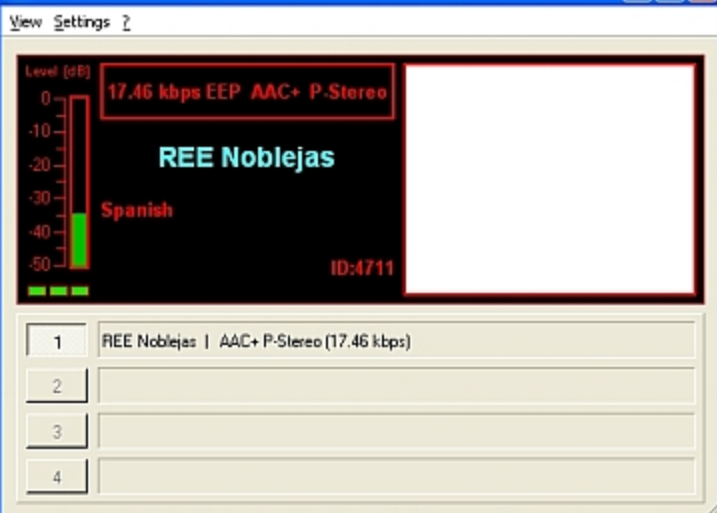 View Settings ?
Level [dB]
17.46 kbps EEP AAC+ P-Stereo
0
-10
-20
-30
-40
-50
REE Noblejas
Spanish
ID:4711
1 REE Noblejas | AAC+ P-Stereo (17.46 kbps)
2
3
4